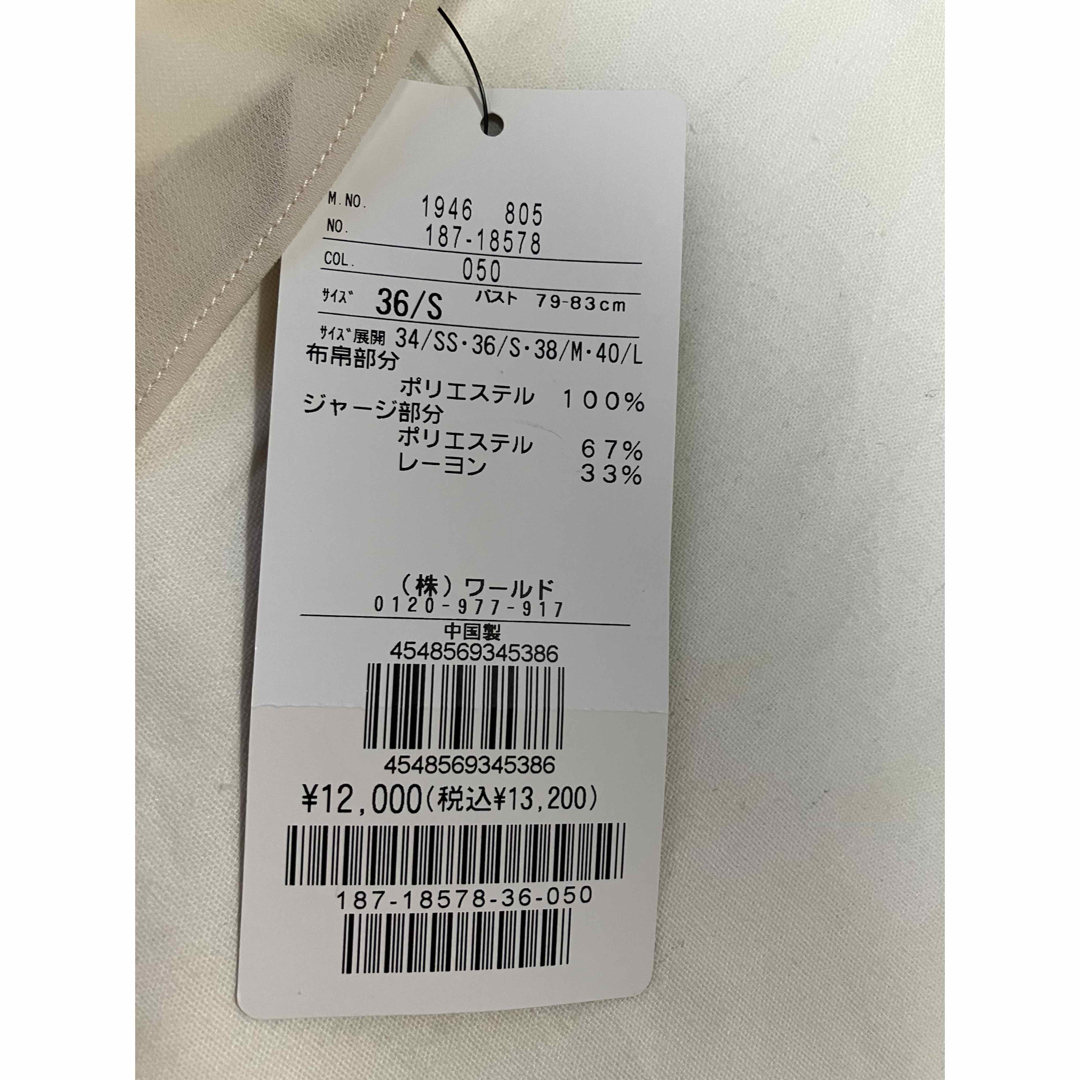 M.NO. 1946 805
NO. 187-18578
COL. 050
ｻｲｽﾞ 36/S バスト 79-83cm
ｻｲｽﾞ展開 34/SS・36/S・38/M・40/L
布帛部分
ポリエステル 100%
ジャージ部分
ポリエステル 67%
レーヨン 33%
（株）ワールド
0120-977-917
中国製
4548569345386
4548569345386
¥12,000(税込¥13,200)
187-18578-36-050